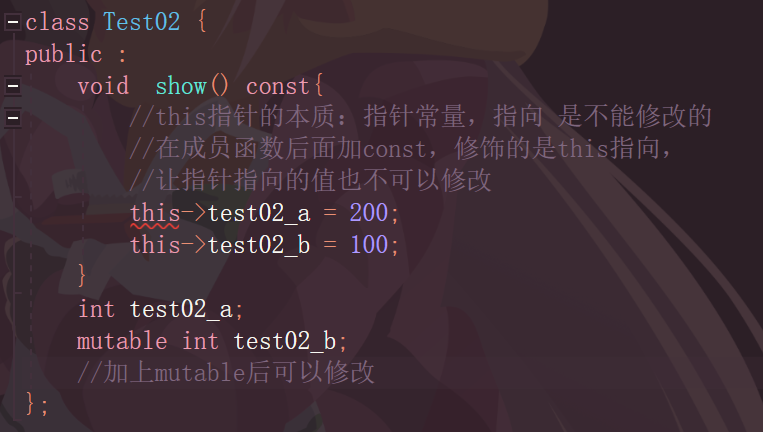 class Test02 {
public :
void  show() const{
//this指针的本质：指针常量，指向 是不能修改的
//在成员函数后面加const，修饰的是this指向，
//让指针指向的值也不可以修改
this->test02_a = 200;
this->test02_b = 100;
}
int test02_a;
mutable int test02_b;
//加上mutable后可以修改
};